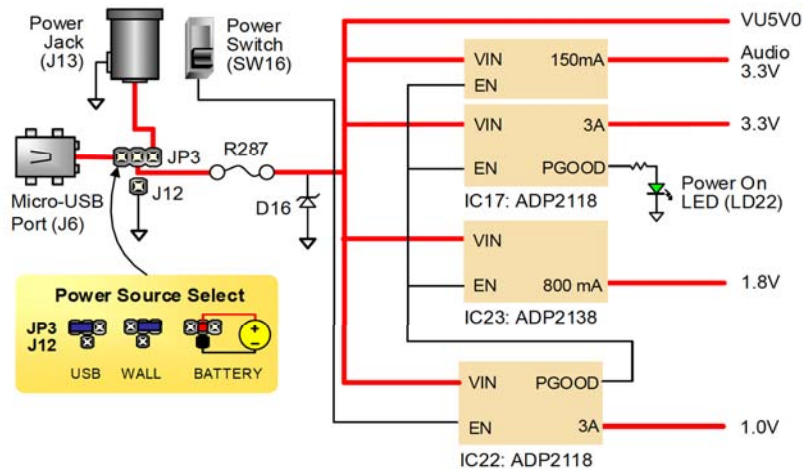 Power
Jack
(J13)
Power
Switch
(SW16)
VU5V0
VIN
150mA
EN
Audio
3.3V
VIN
3A
3.3V
EN
PGOOD
IC17: ADP2118
Power On
LED (LD22)
R287
JP3
J12
D16
Micro-USB
Port (J6)
VIN
EN
800 mA
1.8V
IC23: ADP2138
Power Source Select
JP3
J12
+
–
USB
WALL
BATTERY
VIN
PGOOD
EN
3A
1.0V
IC22: ADP2118